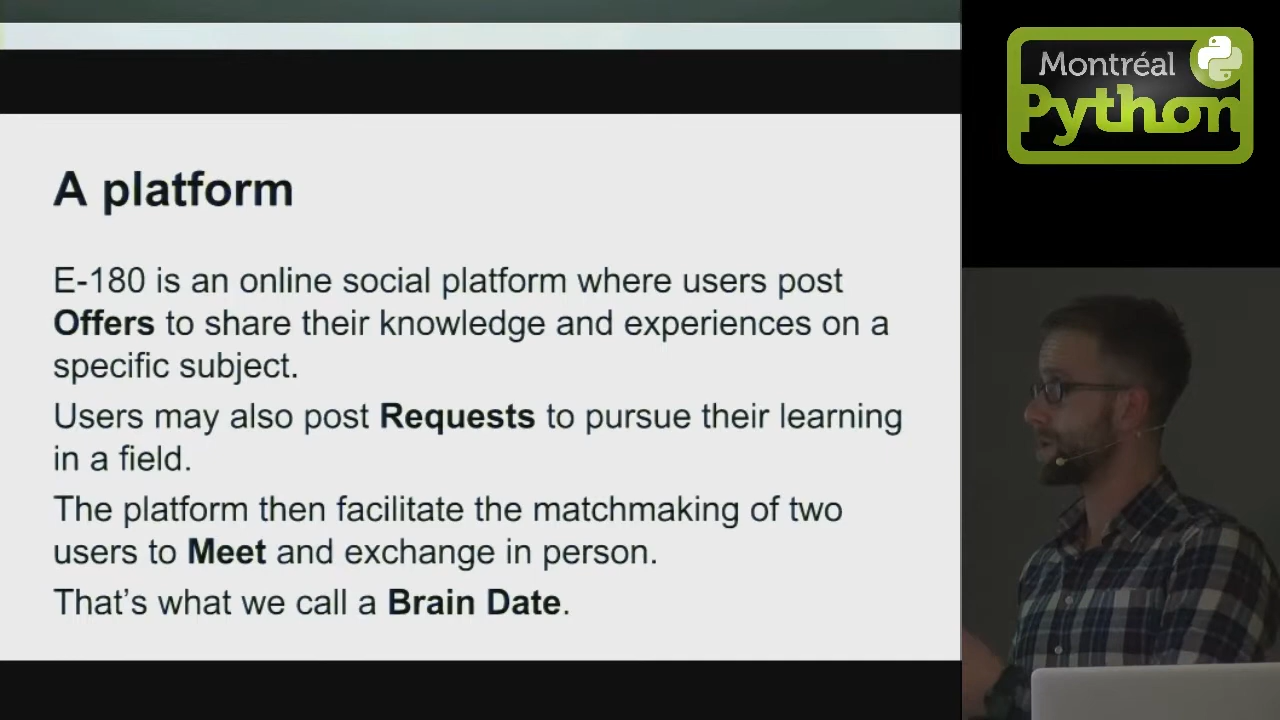 A platform
E-180 is an online social platform where users post
Offers to share their knowledge and experiences on a
specific subject.
Users may also post Requests to pursue their learning
in a field.
The platform then facilitate the matchmaking of two
users to Meet and exchange in person.
That's what we call a Brain Date.
Montréal
Python